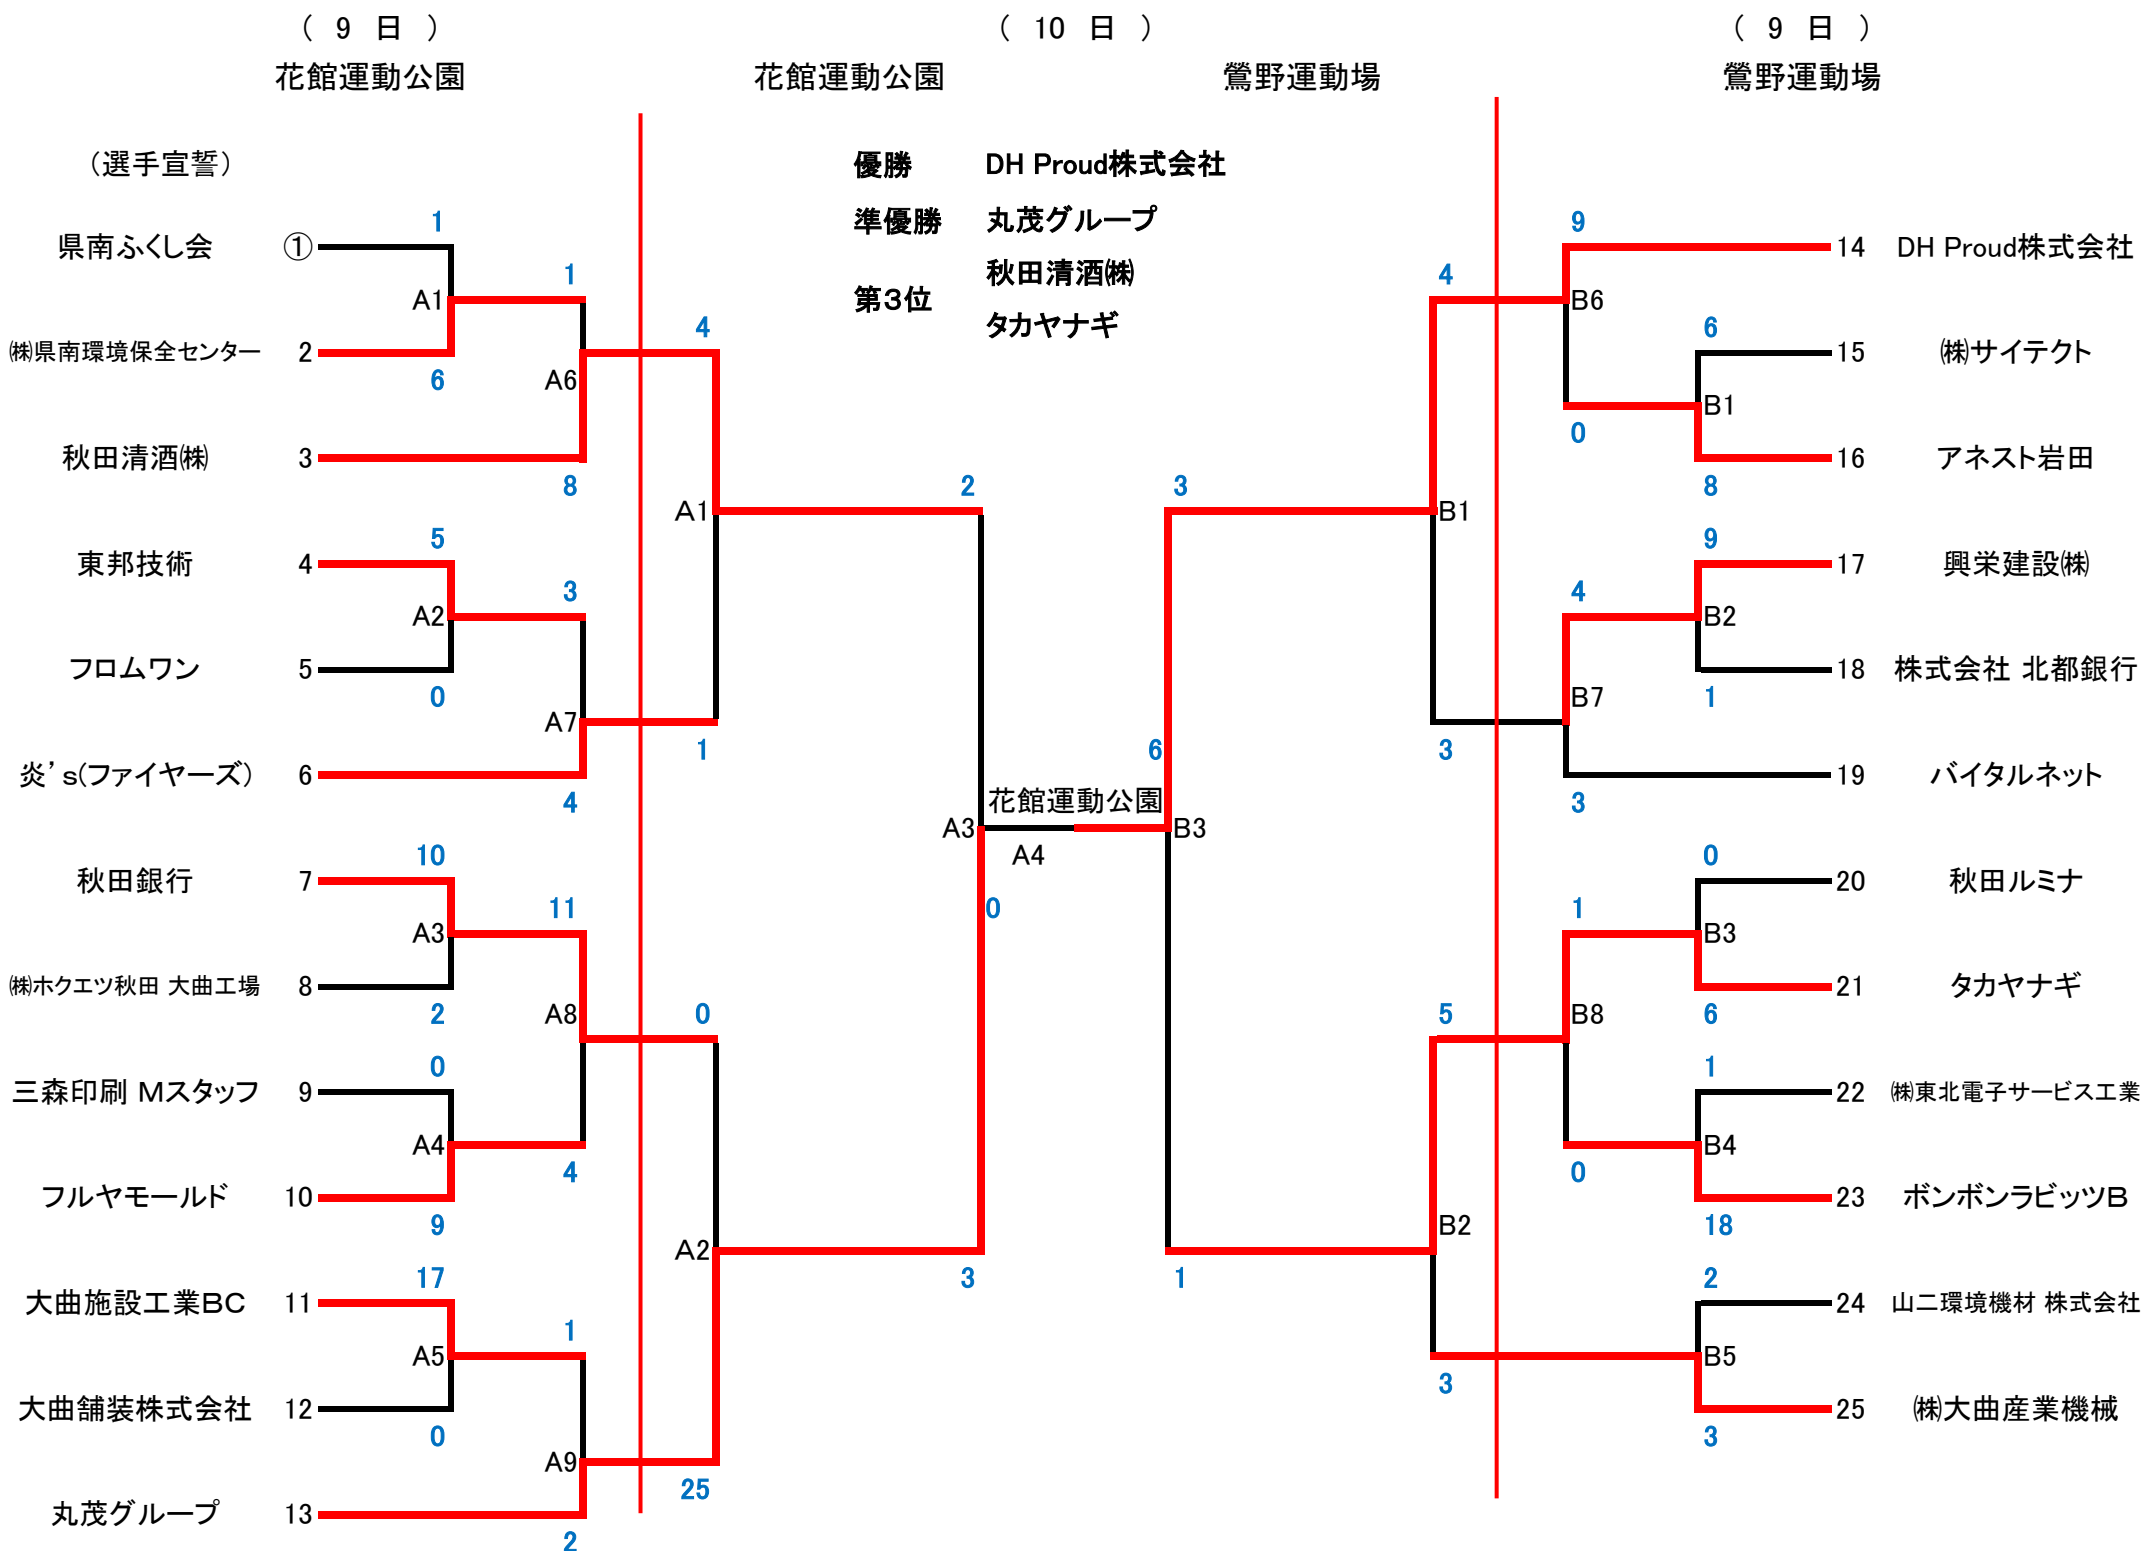 （ 9 日 ）
花館運動公園
（ 10 日 ）
花館運動公園
鶯野運動場
（ 9 日 ）
鶯野運動場
（選手宣誓）
優勝 DH Proud株式会社
準優勝 丸茂グループ
第3位
秋田清酒㈱
タカヤナギ
県南ふくし会 ①
1
A1
㈱県南環境保全センター 2
6
1
A6
秋田清酒㈱ 3
8
東邦技術 4
5
A2
フロムワン 5
0
3
A7
炎’s(ファイヤーズ) 6
4
秋田銀行 7
10
A3
㈱ホクエツ秋田 大曲工場 8
2
11
A8
三森印刷 Mスタッフ 9
0
A4
フルヤモールド 10
9
4
大曲施設工業BC 11
17
A5
大曲舗装株式会社 12
0
1
A9
丸茂グループ 13
2
4
A1
1
0
A2
25
2
A3
0
3
花館運動公園
A4
3
6
B3
1
4
B1
3
5
B2
3
9
14 DH Proud株式会社
B6
6
15 ㈱サイテクト
B1
0
16 アネスト岩田
8
9
17 興栄建設㈱
4
B2
18 株式会社 北都銀行
1
B7
19 バイタルネット
3
0
20 秋田ルミナ
1
B3
21 タカヤナギ
6
B8
1
22 ㈱東北電子サービス工業
B4
0
23 ボンボンラビッツB
18
2
24 山二環境機材 株式会社
B5
25 ㈱大曲産業機械
3